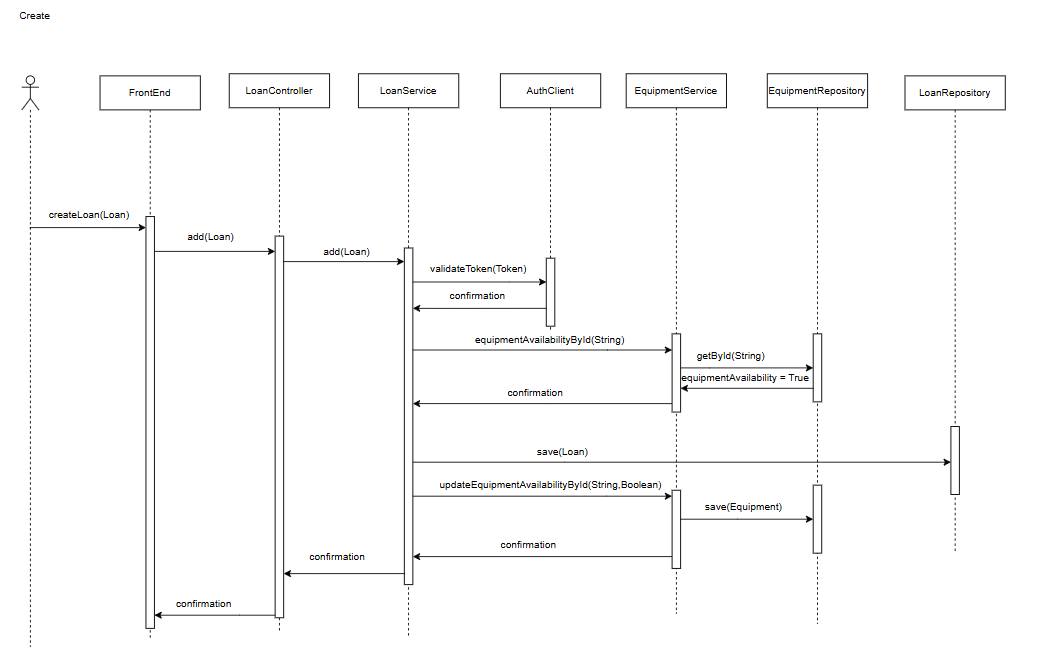 Create
FrontEnd
LoanController
LoanService
AuthClient
EquipmentService
EquipmentRepository
LoanRepository
createLoan(Loan)
add(Loan)
add(Loan)
validateToken(Token)
confirmation
equipmentAvailabilityById(String)
getById(String)
equipmentAvailability = True
confirmation
save(Loan)
updateEquipmentAvailabilityById(String,Boolean)
save(Equipment)
confirmation
confirmation
confirmation